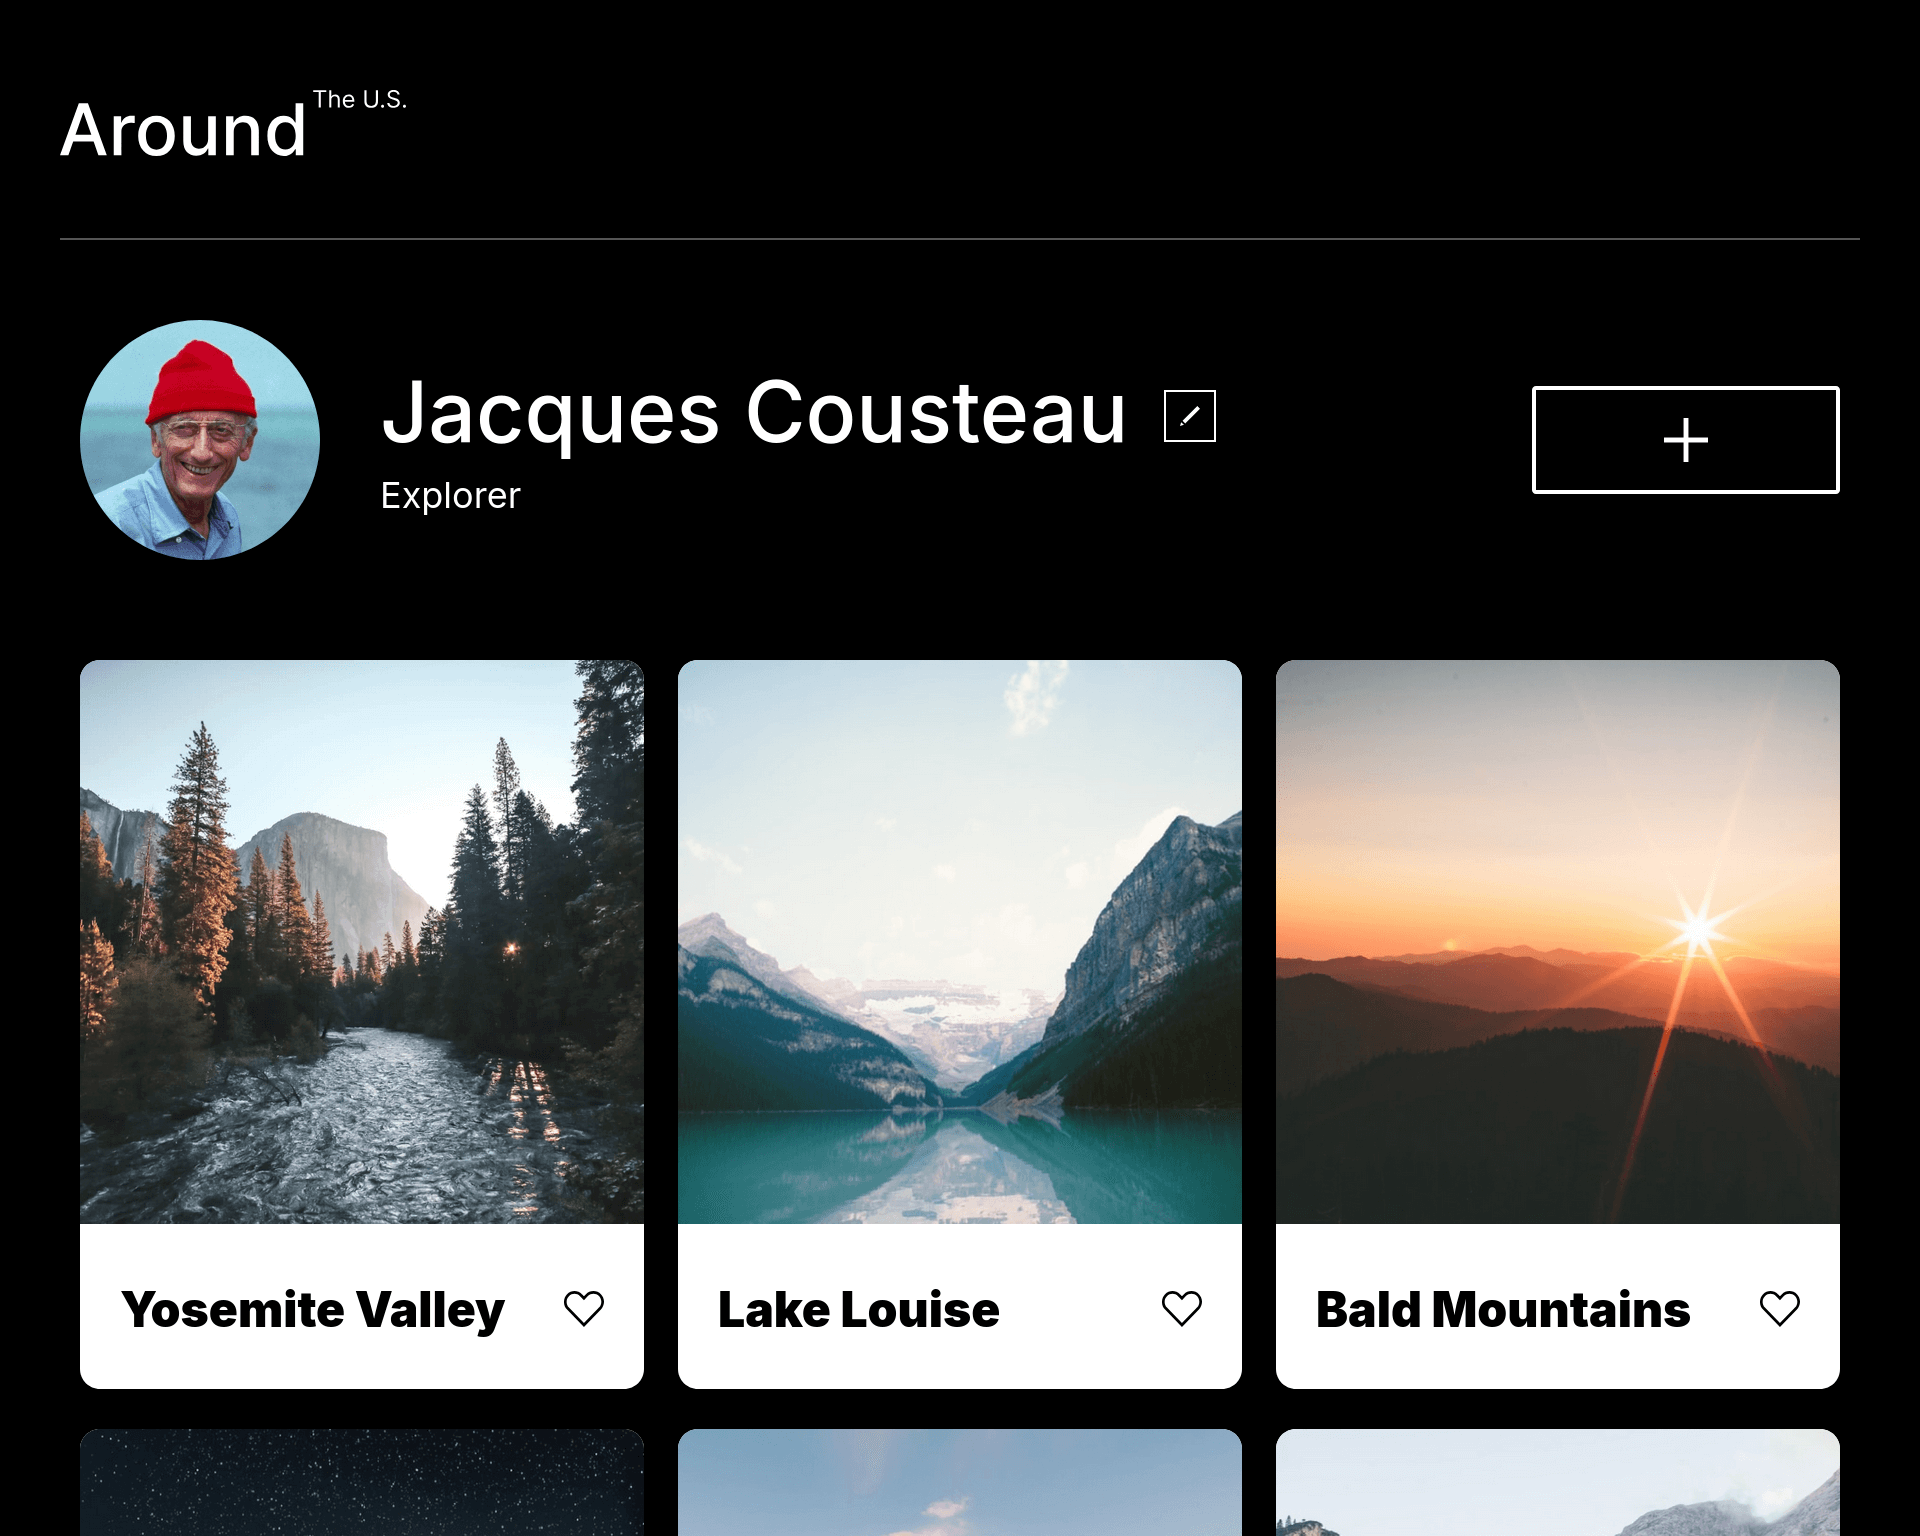 Around The U.S.
Jacques Cousteau
Explorer
Yosemite Valley
Lake Louise
Bald Mountains